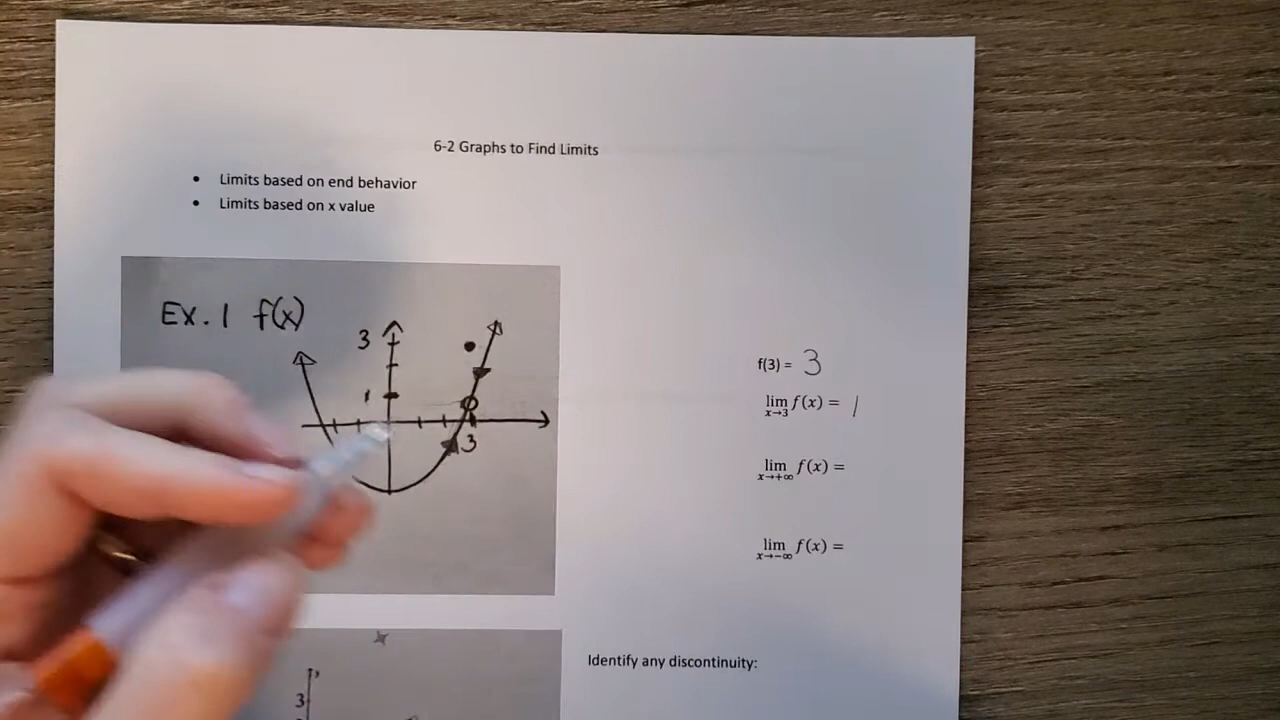 6-2 Graphs to Find Limits
• Limits based on end behavior
• Limits based on x value
Ex. 1 f(x)
3
1
3
f(3) = 3
lim x→3 f(x) = 1
lim x→+∞ f(x) =
lim x→−∞ f(x) =
Identify any discontinuity:
3